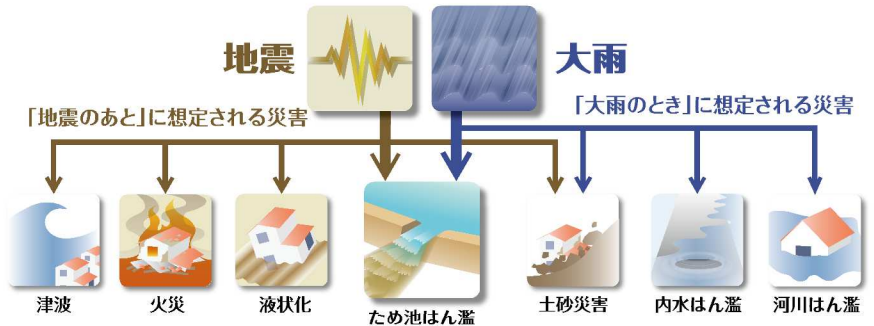 地震
大雨
「地震のあと」に想定される災害
「大雨のとき」に想定される災害
津波
火災
液状化
ため池はん濫
土砂災害
内水はん濫
河川はん濫